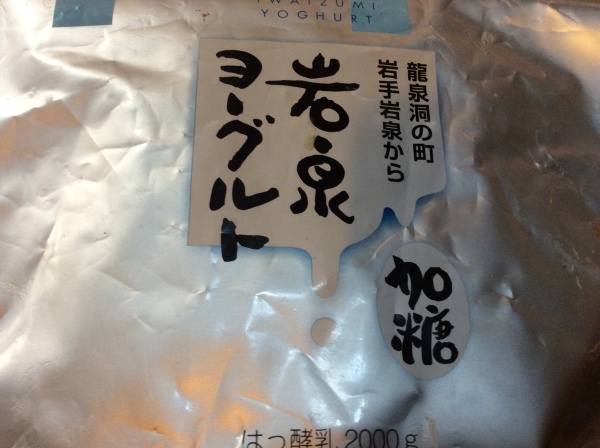 IWAIZUMI
YOGHURT
龍泉洞の町
岩手岩泉から
岩泉
ヨーグルト
加糖
はっ酵乳 2000g